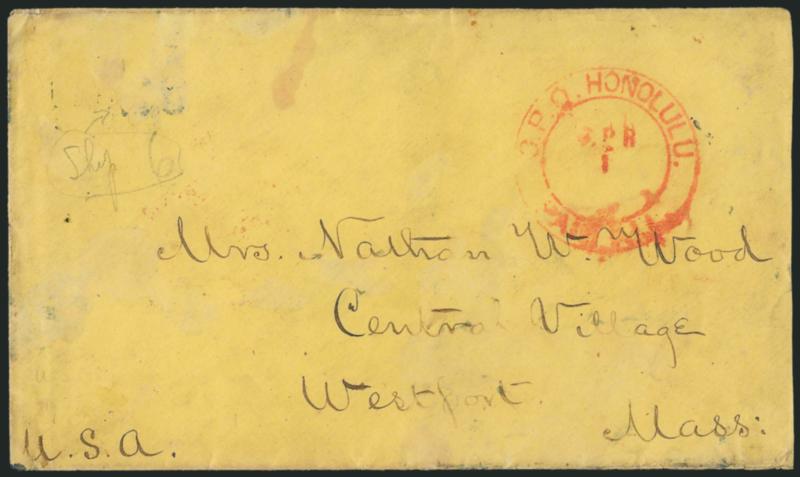 Ship 6
G.P.O. HONOLULU.
APR
1
Mrs. Nathan W. Wood
Central Village
Westport
Mass:
U.S.A.